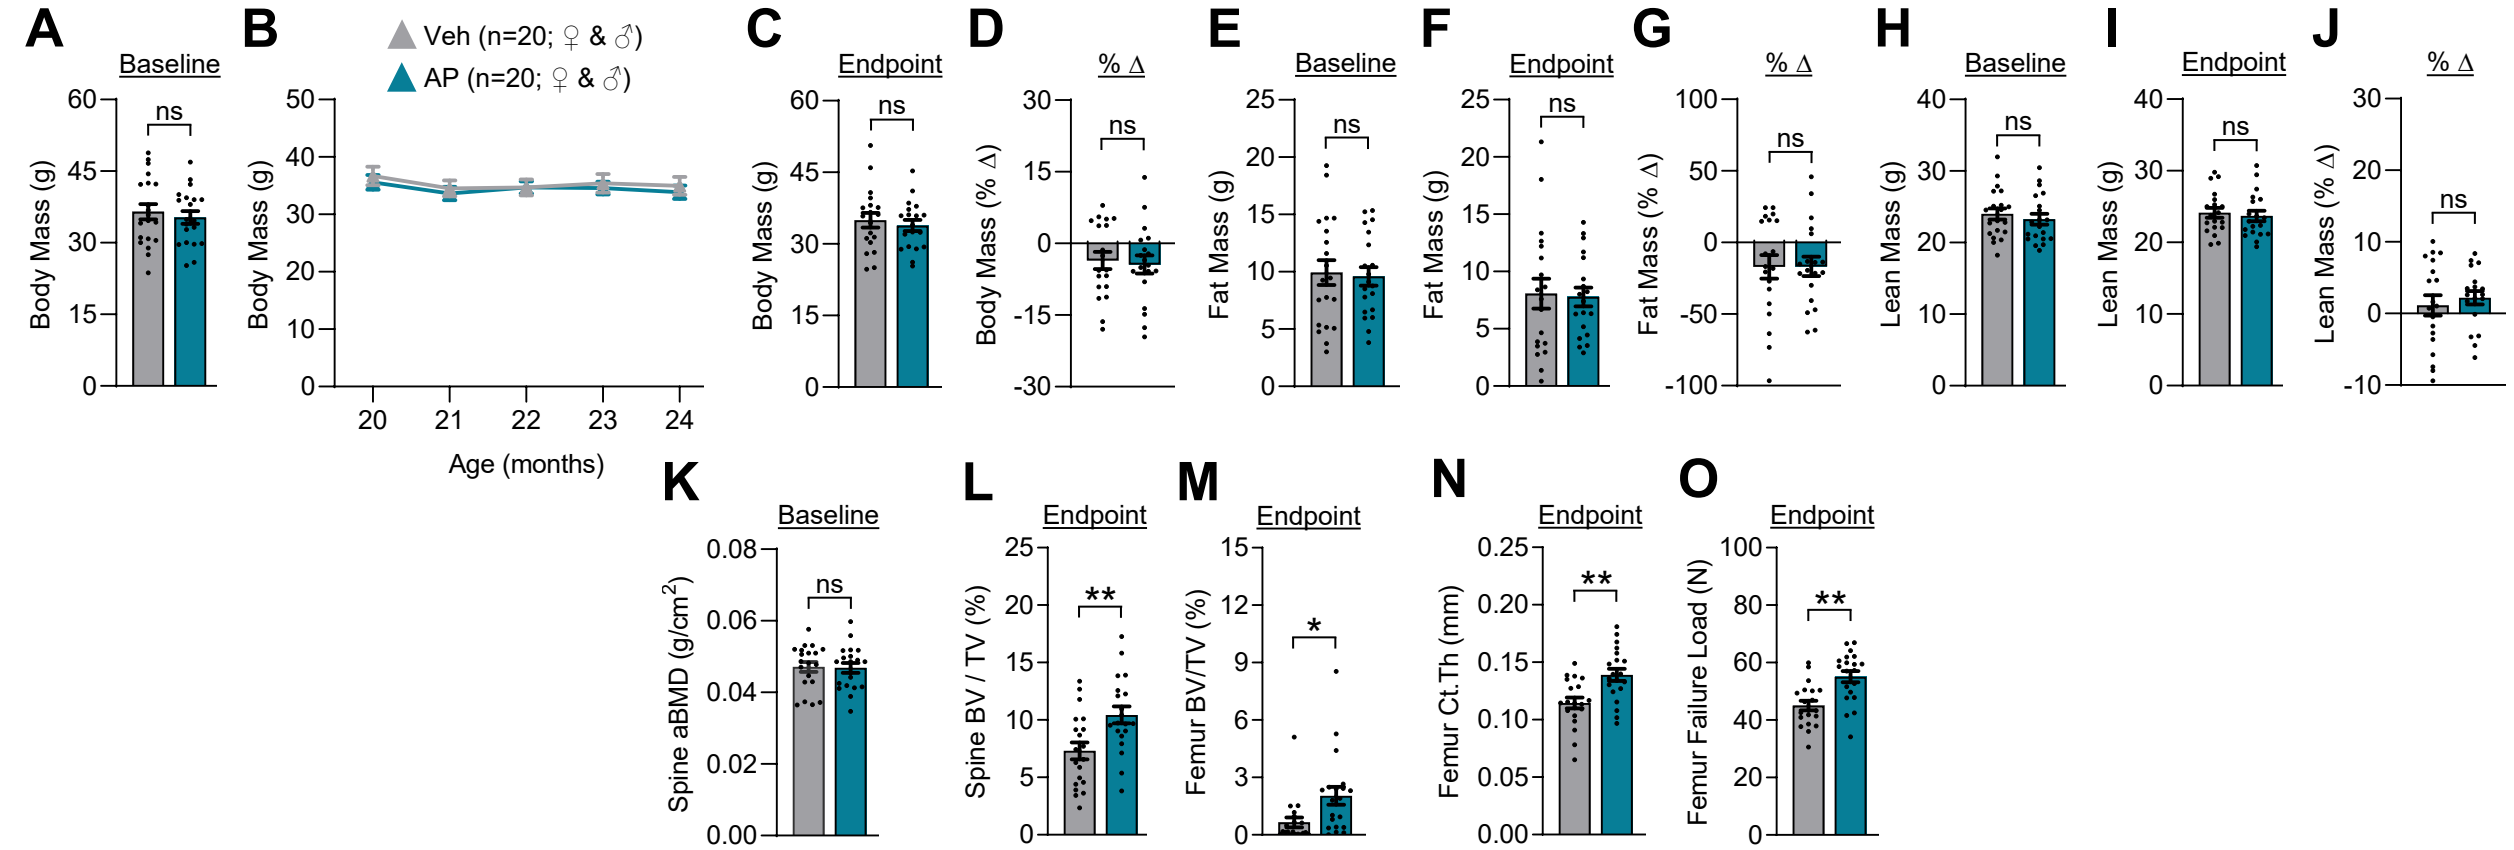 A
Baseline
Body Mass (g)
60
45
30
15
0
ns
B
Veh (n=20; ♀ & ♂)
AP (n=20; ♀ & ♂)
Body Mass (g)
50
40
30
20
10
0
20 21 22 23 24
Age (months)
C
Endpoint
Body Mass (g)
60
45
30
15
0
ns
D
% Δ
Body Mass (% Δ)
30
15
0
-15
-30
ns
E
Baseline
Fat Mass (g)
25
20
15
10
5
0
ns
F
Endpoint
Fat Mass (g)
25
20
15
10
5
0
ns
G
% Δ
Fat Mass (% Δ)
100
50
0
-50
-100
ns
H
Baseline
Lean Mass (g)
40
30
20
10
0
ns
I
Endpoint
Lean Mass (g)
40
30
20
10
0
ns
J
% Δ
Lean Mass (% Δ)
30
20
10
0
-10
ns
K
Baseline
Spine aBMD (g/cm²)
0.08
0.06
0.04
0.02
0.00
ns
L
Endpoint
Spine BV / TV (%)
25
20
15
10
5
0
**
M
Endpoint
Femur BV/TV (%)
15
12
9
6
3
0
*
N
Endpoint
Femur Ct.Th (mm)
0.25
0.20
0.15
0.10
0.05
0.00
**
O
Endpoint
Femur Failure Load (N)
100
80
60
40
20
0
**